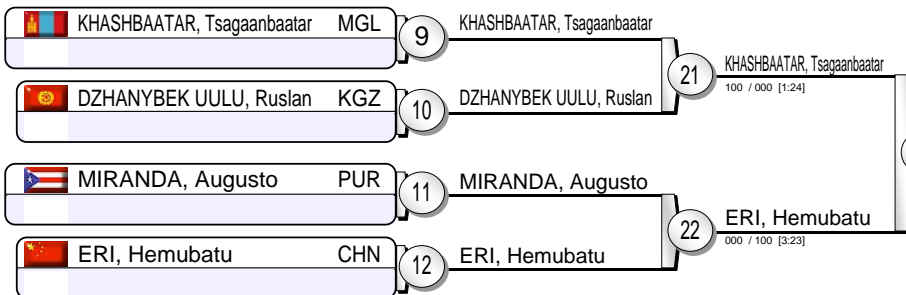 KHASHBAATAR, Tsagaanbaatar MGL
9
KHASHBAATAR, Tsagaanbaatar
21
KHASHBAATAR, Tsagaanbaatar
100 / 000 [1:24]
DZHANYBEK UULU, Ruslan KGZ
10
DZHANYBEK UULU, Ruslan
MIRANDA, Augusto PUR
11
MIRANDA, Augusto
22
ERI, Hemubatu
000 / 100 [3:23]
ERI, Hemubatu CHN
12
ERI, Hemubatu